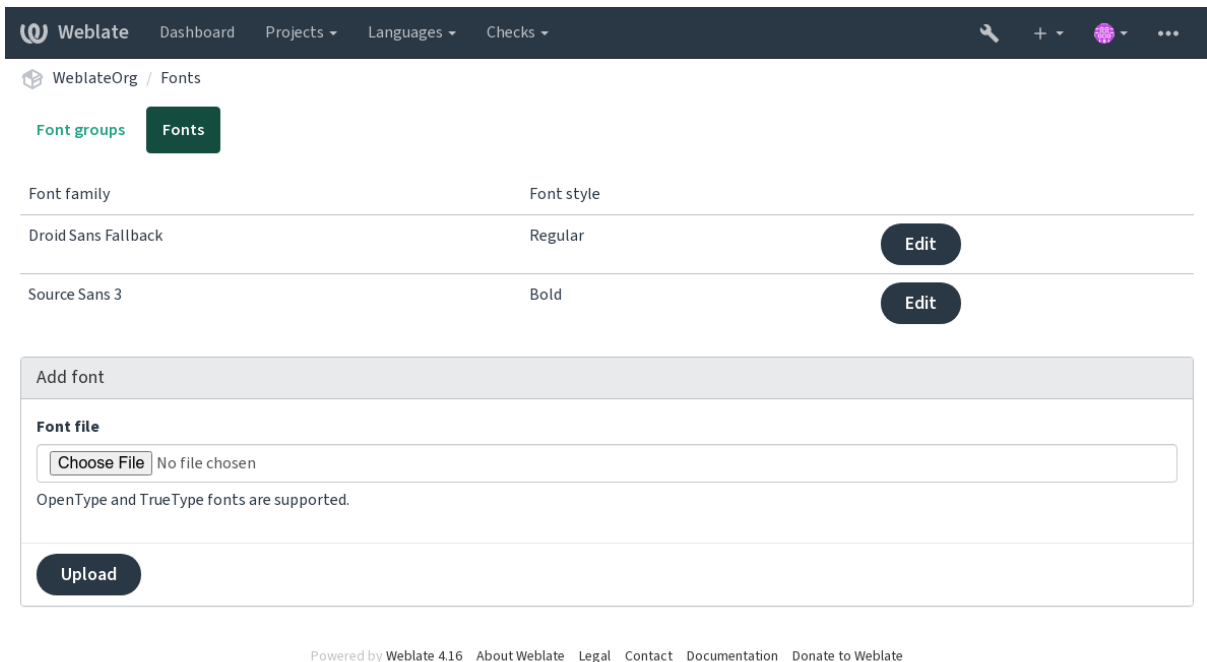 Weblate Dashboard Projects Languages Checks
WeblateOrg / Fonts
Font groups Fonts
Font family Font style
Droid Sans Fallback Regular Edit
Source Sans 3 Bold Edit
Add font
Font file
Choose File No file chosen
OpenType and TrueType fonts are supported.
Upload
Powered by Weblate 4.16 About Weblate Legal Contact Documentation Donate to Weblate